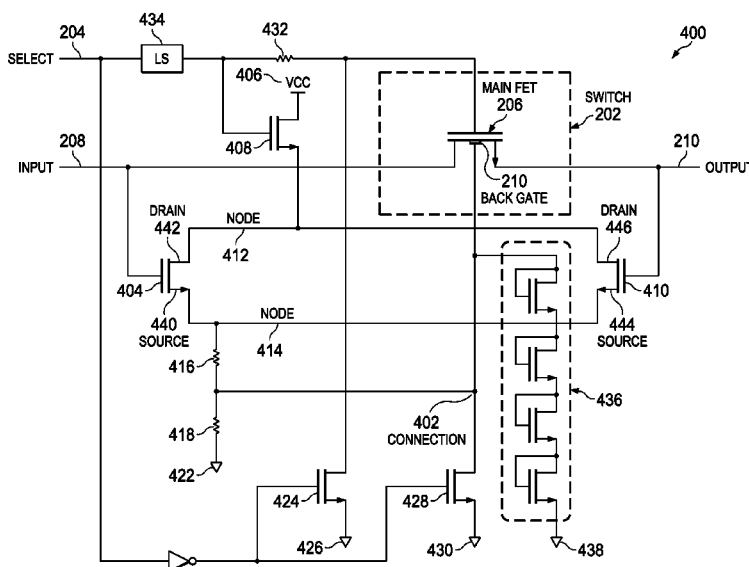 434
432
400
204
SELECT
LS
406
VCC
MAIN FET
206
SWITCH
202
408
208
INPUT
210
OUTPUT
210
BACK GATE
DRAIN
442
NODE
412
DRAIN
446
404
410
440
SOURCE
NODE
414
444
SOURCE
416
436
402
CONNECTION
418
422
424
428
426
430
438